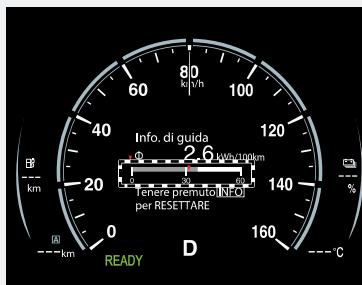 80
km/h
60
100
40
120
20
140
0
160
Info. di guida
Φ 2.6 kWh/100km
0 30 60
Tenere premuto INFO
per RESETTARE
--- km
--- %
A
--- km
--- °C
READY
D